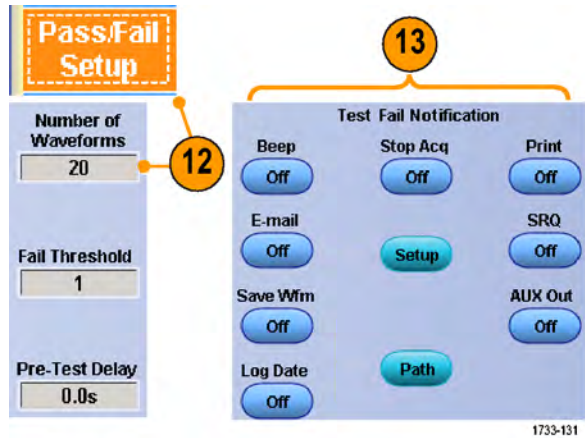 Pass/Fail
Setup
13
Number of
Waveforms
20
12
Fail Threshold
1
Pre-Test Delay
0.0s
Test Fail Notification
Beep
Stop Acq
Print
Off
Off
Off
E-mail
SRQ
Off
Setup
Off
Save Wfm
AUX Out
Off
Off
Log Date
Path
Off
1733-131